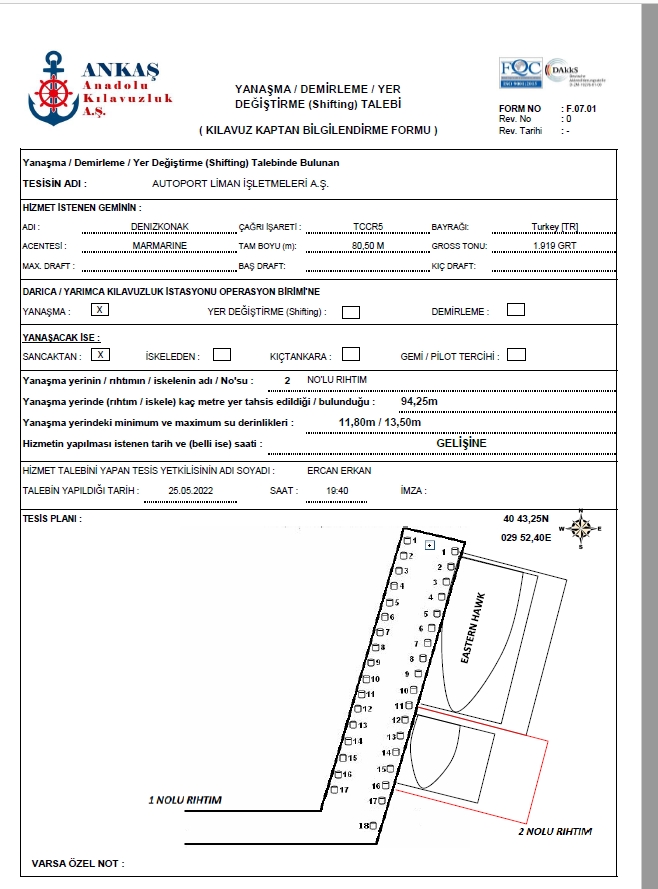 ANKAŞ
Anadolu
Kılavuzluk
A.Ş.
YANAŞMA / DEMİRLEME / YER
DEĞİŞTİRME (Shifting) TALEBİ
( KILAVUZ KAPTAN BİLGİLENDİRME FORMU )
FQC
ISO 9001:2015
DAkkS
FORM NO : F.07.01
Rev. No : 0
Rev. Tarihi : -
Yanaşma / Demirleme / Yer Değiştirme (Shifting) Talebinde Bulunan
TESİSİN ADI : AUTOPORT LİMAN İŞLETMELERİ A.Ş.
HİZMET İSTENEN GEMİNİN :
ADI : DENIZKONAK ÇAĞRI İŞARETİ : TCCR5 BAYRAĞI: Turkey [TR]
ACENTESİ : MARMARINE TAM BOYU (m): 80,50 M GROSS TONU: 1.919 GRT
MAX. DRAFT : BAŞ DRAFT: KIÇ DRAFT:
DARICA / YARIMCA KILAVUZLUK İSTASYONU OPERASYON BİRİMİ'NE
YANAŞMA : X YER DEĞİŞTİRME (Shifting) : DEMİRLEME :
YANAŞACAK İSE :
SANCAKTAN : X İSKELEDEN : KIÇTANKARA : GEMİ / PİLOT TERCİHİ :
Yanaşma yerinin / rıhtımın / iskelenin adı / No'su : 2 NO'LU RIHTIM
Yanaşma yerinde (rıhtım / iskele) kaç metre yer tahsis edildiği / bulunduğu : 94,25m
Yanaşma yerindeki minimum ve maximum su derinlikleri : 11,80m / 13,50m
Hizmetin yapılması istenen tarih ve (belli ise) saati : GELİŞİNE
HİZMET TALEBİNİ YAPAN TESİS YETKİLİSİNİN ADI SOYADI : ERCAN ERKAN
TALEBİN YAPILDIĞI TARİH : 25.05.2022 SAAT : 19:40 İMZA :
TESİS PLANI :
40 43,25N
029 52,40E
N
W E
S
1
2
3
4
5
6
7
8
9
10
11
12
13
14
15
16
17
1
2
3
4
5
6
7
8
9
10
11
12
13
14
15
16
17
18
EASTERN HAWK
1 NOLU RIHTIM
2 NOLU RIHTIM
VARSA ÖZEL NOT :